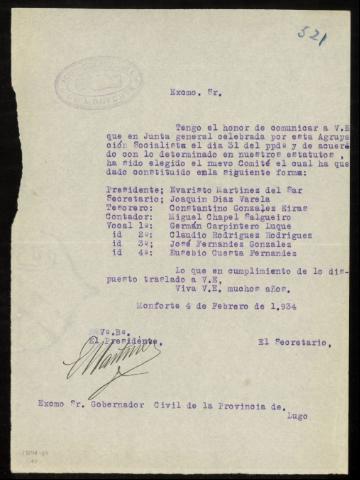 521
Excmo. Sr.
Tengo el honor de comunicar a V.E
que en Junta general celebrada por esta Agrupa
ción Socialista el dia 31 del ppdº y de acuer
do con lo determinado en nuestros estatutos ,
ha sido elegido el nuevo Comité el cual ha que
dado constituido enla siguiente forma:
Presidente; Evaristo Martinez del Sar
Secretario; Joaquin Diaz Varela
Tesorero: Constantino Gonzalez Eiras
Contador: Miguel Chapel Salgueiro
Vocal 1º: Germán Carpintero Luque
id 2º; Claudio Rodriguez Rodriguez
id 3º; José Fernandez Gonzalez
id 4º: Eusebio Cuesta Fernandez
Lo que en cumplimiento de lo dis-
puesto traslado a V.E,
Viva V.E. muchos años.
Monforte 4 de Febrero de 1.934
Vº.Bº.
El Presidente,
El Secretario,
EMartinez
Excmo Sr. Gobernador Civil de la Provincia de,
Lugo